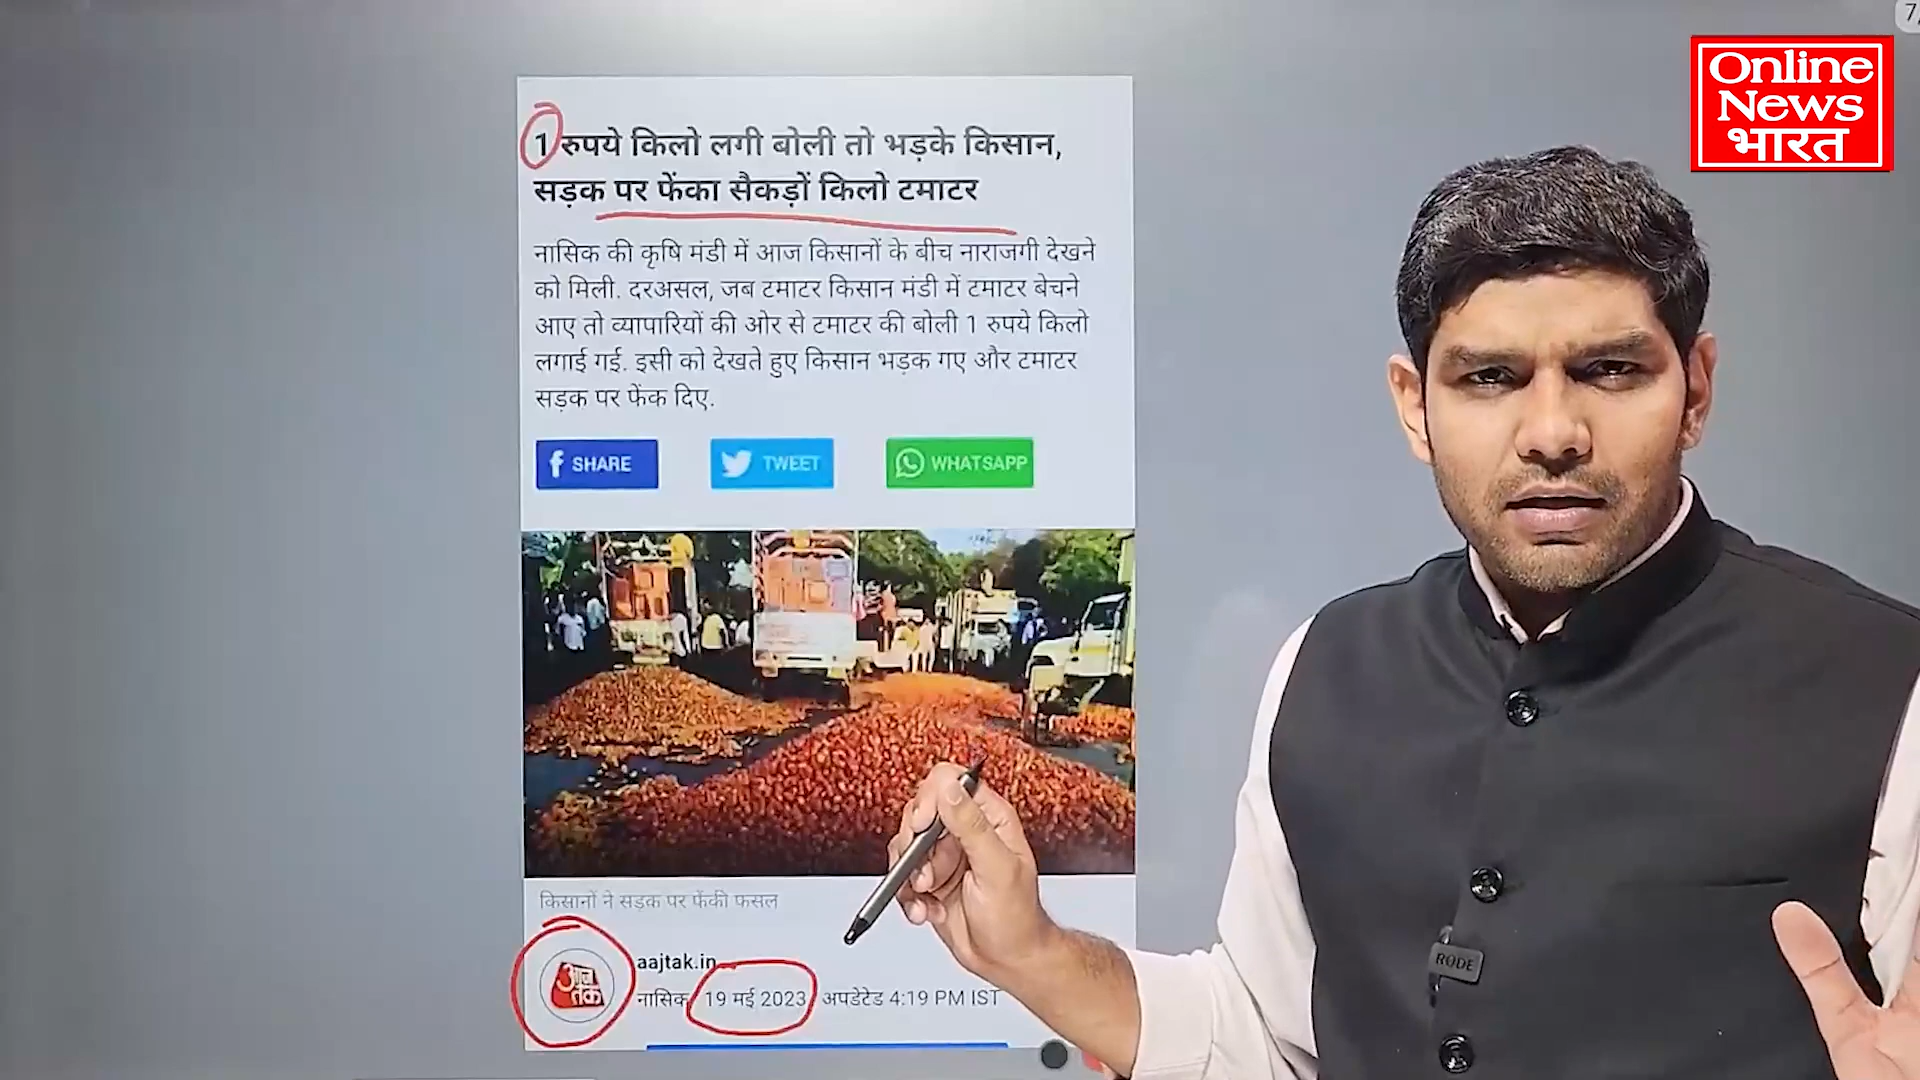 Online
News
भारत
1 रुपये किलो लगी बोली तो भड़के किसान,
सड़क पर फेंका सैकड़ों किलो टमाटर
नासिक की कृषि मंडी में आज किसानों के बीच नाराजगी देखने
को मिली. दरअसल, जब टमाटर किसान मंडी में टमाटर बेचने
आए तो व्यापारियों की ओर से टमाटर की बोली 1 रुपये किलो
लगाई गई. इसी को देखते हुए किसान भड़क गए और टमाटर
सड़क पर फेंक दिए.
SHARE
TWEET
WHATSAPP
किसानों ने सड़क पर फेंकी फसल
आज
तक
aajtak.in
नासिक, 19 मई 2023, अपडेटेड 4:19 PM IST
RODE
7